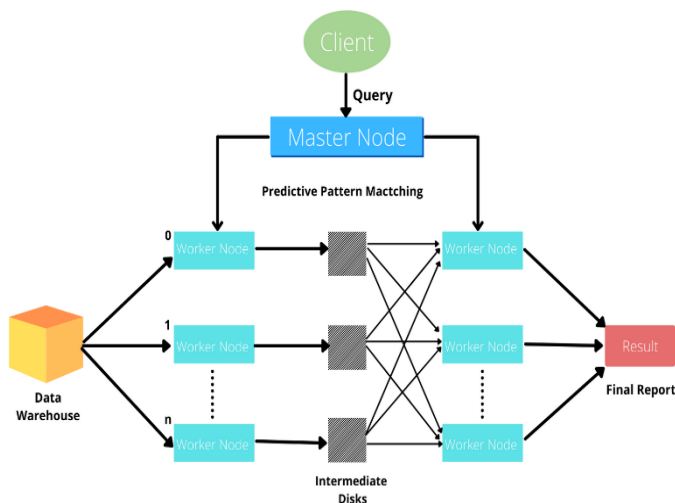 Client
Query
Master Node
Predictive Pattern Mactching
0
Worker Node
Worker Node
1
Worker Node
Worker Node
Result
Data
Warehouse
Final Report
n
Worker Node
Worker Node
Intermediate
Disks